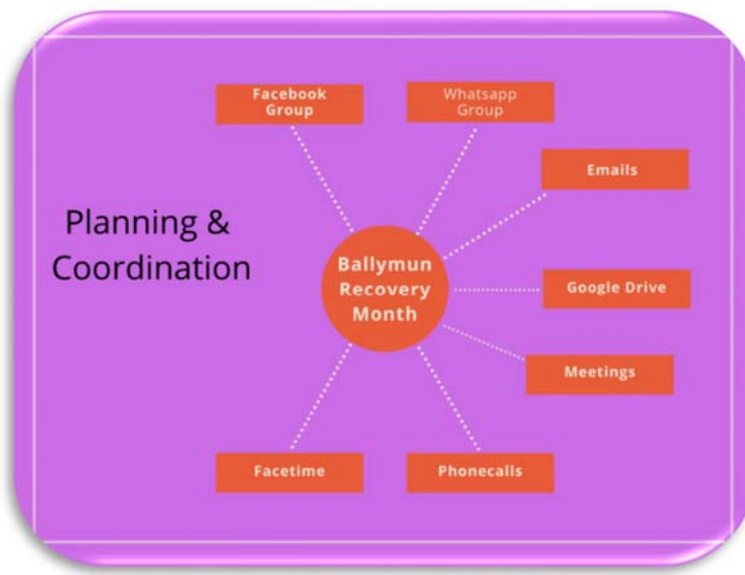 Facebook
Group
Whatsapp
Group
Emails
Planning &
Coordination
Ballymun
Recovery
Month
Google Drive
Meetings
Facetime
Phonecalls